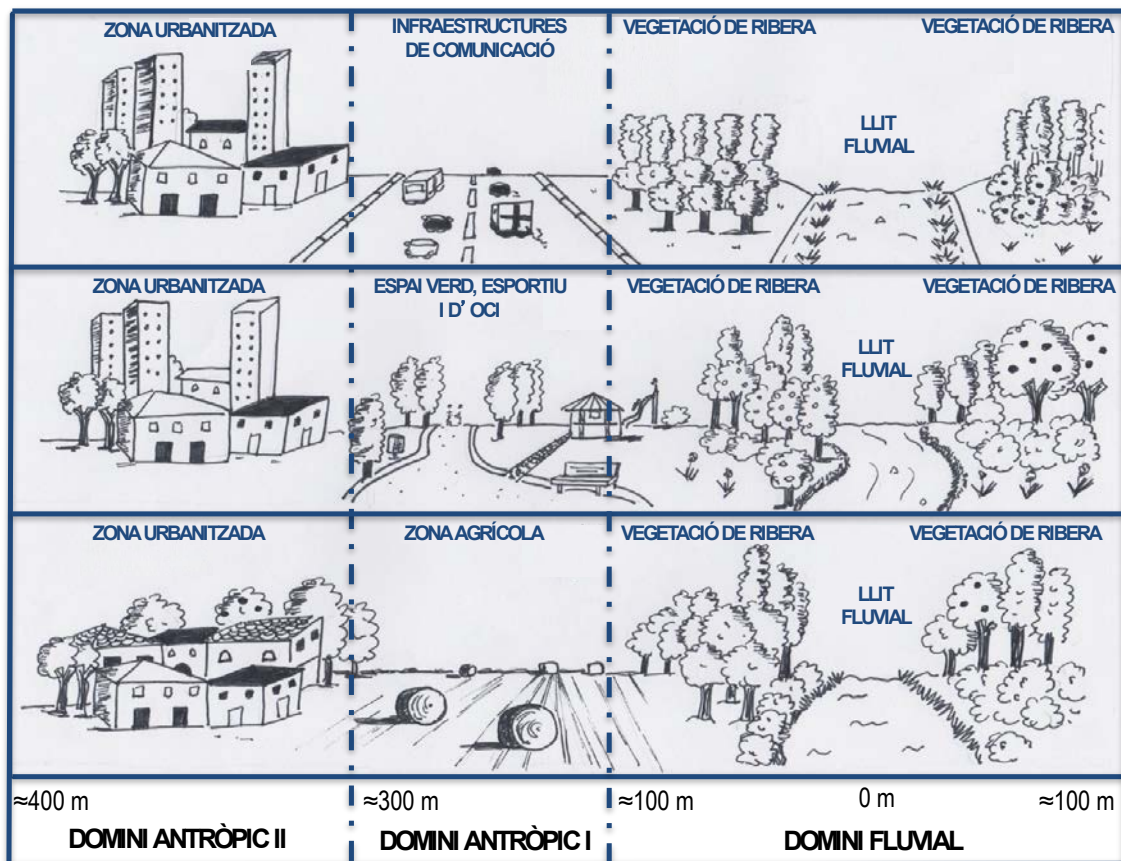 ZONA URBANITZADA
INFRAESTRUCTURES
DE COMUNICACIÓ
VEGETACIÓ DE RIBERA
VEGETACIÓ DE RIBERA
LLIT
FLUVIAL
ZONA URBANITZADA
ESPAI VERD, ESPORTIU
I D' OCI
VEGETACIÓ DE RIBERA
VEGETACIÓ DE RIBERA
LLIT
FLUVIAL
ZONA URBANITZADA
ZONA AGRÍCOLA
VEGETACIÓ DE RIBERA
VEGETACIÓ DE RIBERA
LLIT
FLUVIAL
≈400 m
≈300 m
≈100 m
0 m
≈100 m
DOMINI ANTRÒPIC II
DOMINI ANTRÒPIC I
DOMINI FLUVIAL